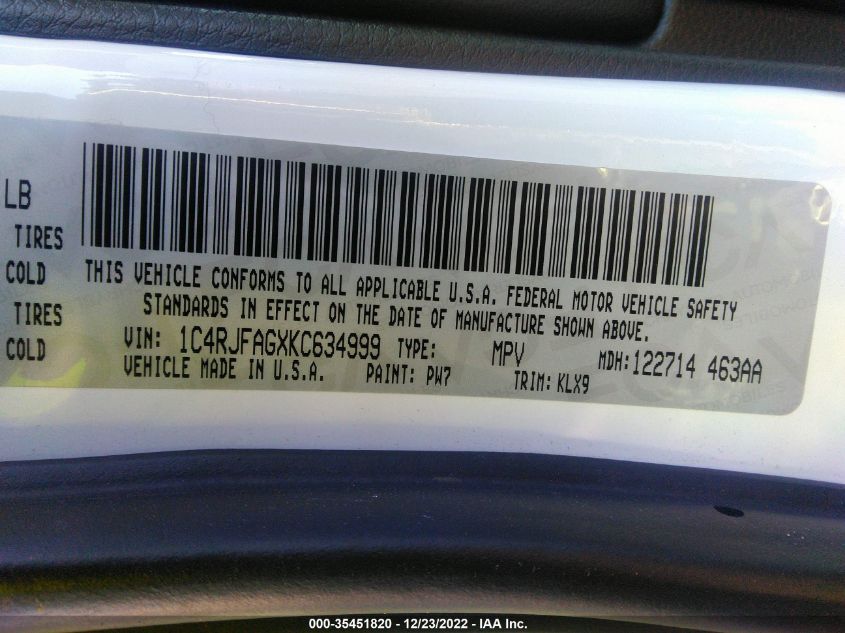 LB
TIRES
COLD
TIRES
COLD
THIS VEHICLE CONFORMS TO ALL APPLICABLE U.S.A. FEDERAL MOTOR VEHICLE SAFETY
STANDARDS IN EFFECT ON THE DATE OF MANUFACTURE SHOWN ABOVE.
VIN: 1C4RJFAGXKC634999 TYPE: MPV MDH:122714 463AA
VEHICLE MADE IN U.S.A. PAINT: PW7 TRIM: KLX9
000-35451820 - 12/23/2022 - IAA Inc.